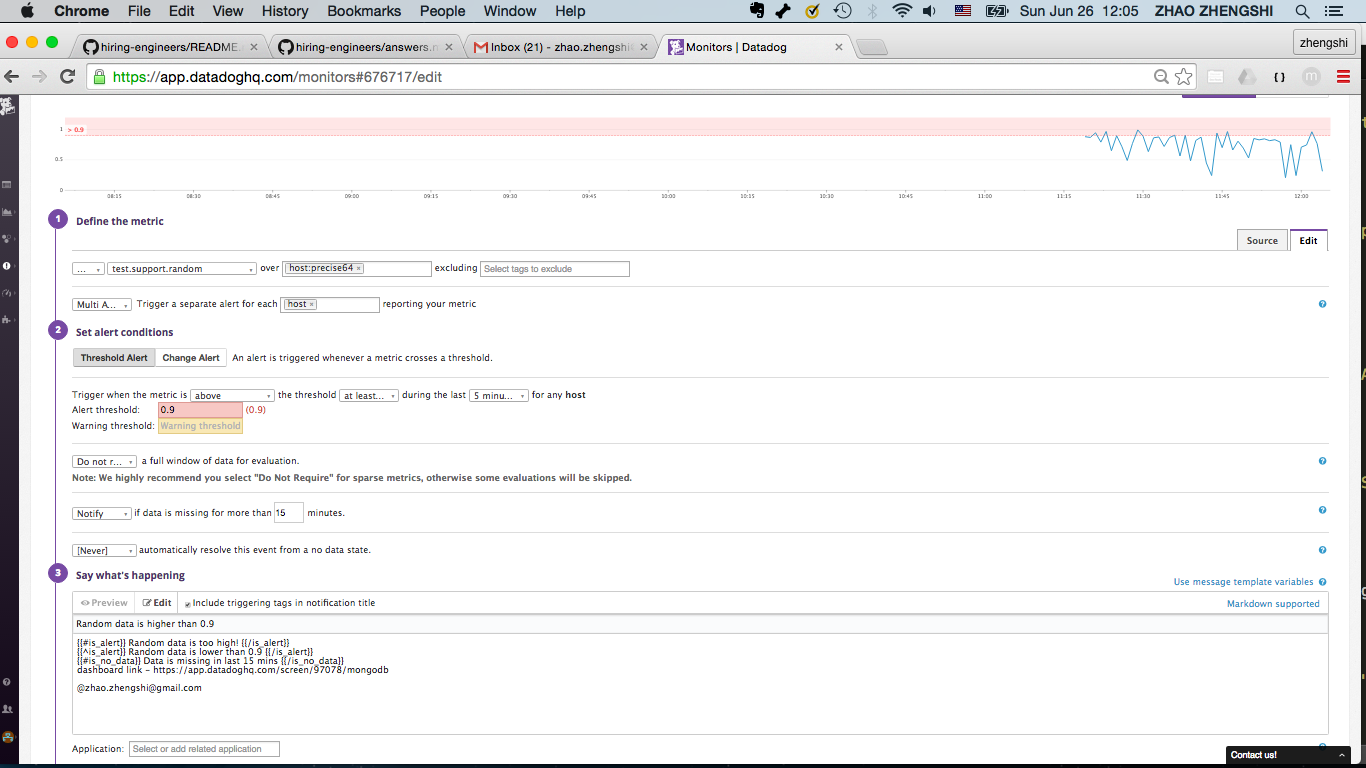 Chrome File Edit View History Bookmarks People Window Help Sun Jun 26 12:05 ZHAO ZHENGSHI
hiring-engineers/README. hiring-engineers/answers.m Inbox (21) - zhao.zhengshi Monitors | Datadog zhengshi
https://app.datadoghq.com/monitors#676717/edit
1 > 0.9
0.5
0
08:15 08:30 08:45 09:00 09:15 09:30 09:45 10:00 10:15 10:30 10:45 11:00 11:15 11:30 11:45 12:00
1 Define the metric
Source Edit
... test.support.random over host:precise64 × excluding Select tags to exclude
Multi A... Trigger a separate alert for each host × reporting your metric
2 Set alert conditions
Threshold Alert Change Alert An alert is triggered whenever a metric crosses a threshold.
Trigger when the metric is above the threshold at least... during the last 5 minu... for any host
Alert threshold: 0.9 (0.9)
Warning threshold: Warning threshold
Do not r... a full window of data for evaluation.
Note: We highly recommend you select "Do Not Require" for sparse metrics, otherwise some evaluations will be skipped.
Notify if data is missing for more than 15 minutes.
[Never] automatically resolve this event from a no data state.
3 Say what's happening
Use message template variables
Preview Edit Include triggering tags in notification title
Markdown supported
Random data is higher than 0.9
{{#is_alert}} Random data is too high! {{/is_alert}}
{{^is_alert}} Random data is lower than 0.9 {{/is_alert}}
{{#is_no_data}} Data is missing in last 15 mins {{/is_no_data}}
dashboard link - https://app.datadoghq.com/screen/97078/mongodb
@zhao.zhengshi@gmail.com
Application: Select or add related application
Contact us!